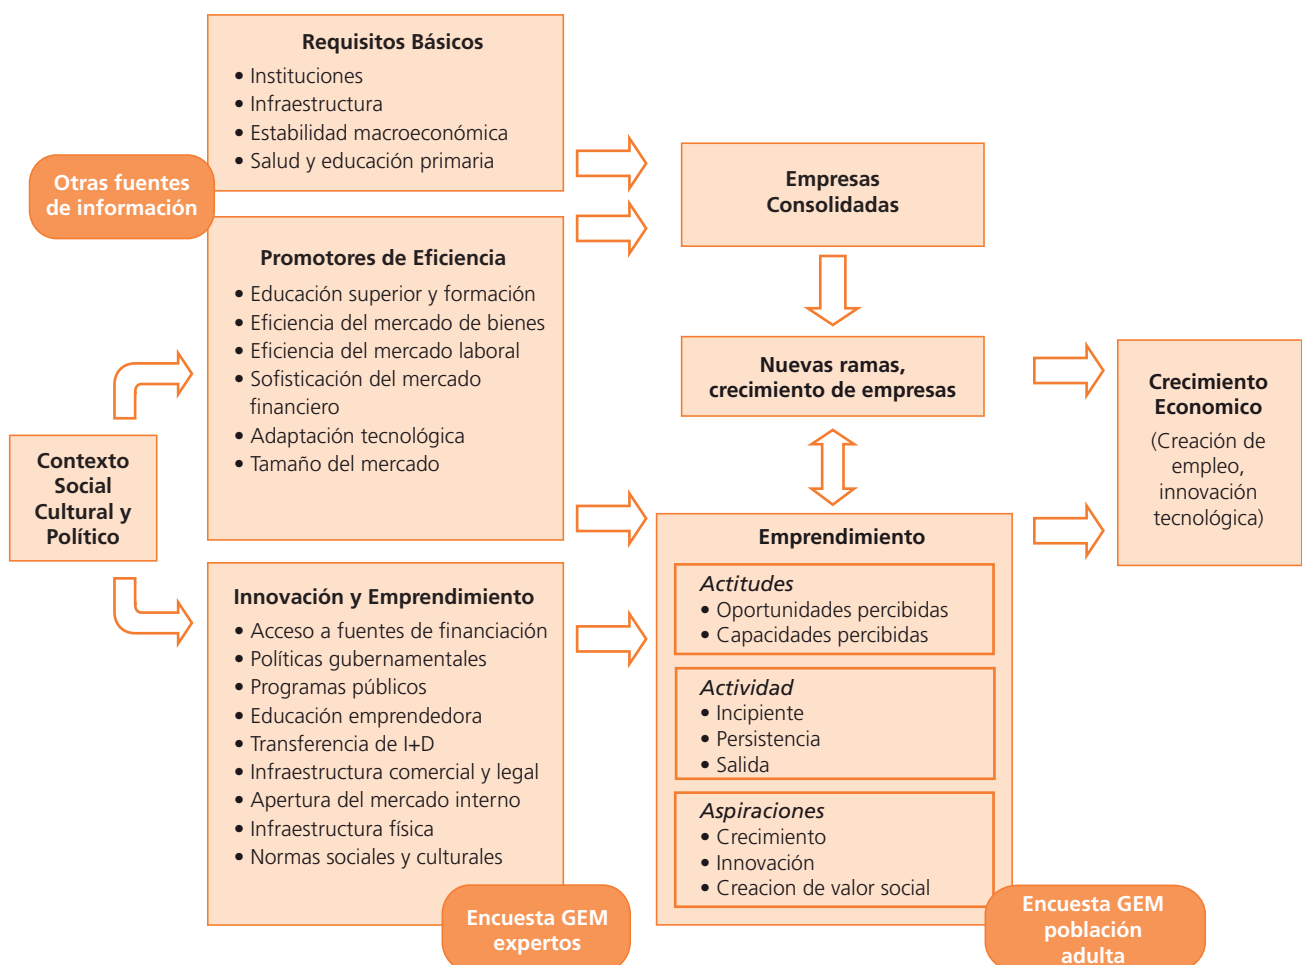 Requisitos Básicos
• Instituciones
• Infraestructura
• Estabilidad macroeconómica
• Salud y educación primaria
Otras fuentes
de información
Promotores de Eficiencia
• Educación superior y formación
• Eficiencia del mercado de bienes
• Eficiencia del mercado laboral
• Sofisticación del mercado
financiero
• Adaptación tecnológica
• Tamaño del mercado
Contexto
Social
Cultural y
Político
Innovación y Emprendimiento
• Acceso a fuentes de financiación
• Políticas gubernamentales
• Programas públicos
• Educación emprendedora
• Transferencia de I+D
• Infraestructura comercial y legal
• Apertura del mercado interno
• Infraestructura física
• Normas sociales y culturales
Encuesta GEM
expertos
Empresas
Consolidadas
Nuevas ramas,
crecimiento de empresas
Emprendimiento
Actitudes
• Oportunidades percibidas
• Capacidades percibidas
Actividad
• Incipiente
• Persistencia
• Salida
Aspiraciones
• Crecimiento
• Innovación
• Creacion de valor social
Encuesta GEM
población
adulta
Crecimiento
Economico
(Creación de
empleo,
innovación
tecnológica)